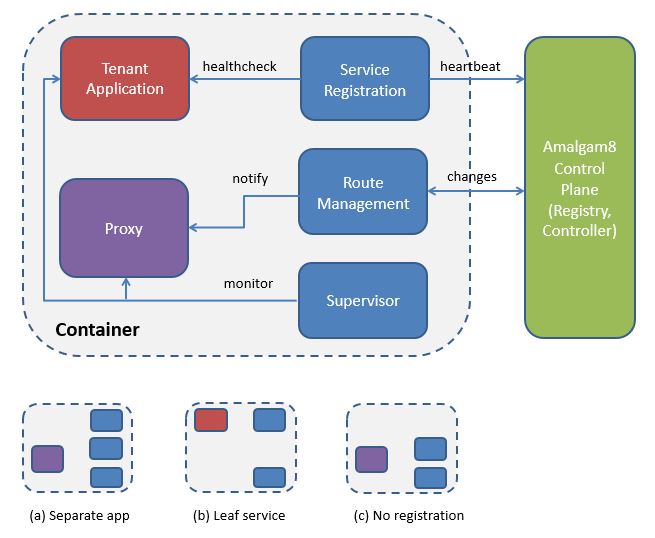 Tenant
Application
healthcheck
Service
Registration
heartbeat
Amalgam8
Control
Plane
(Registry,
Controller)
Proxy
notify
Route
Management
changes
monitor
Supervisor
Container
(a) Separate app
(b) Leaf service
(c) No registration